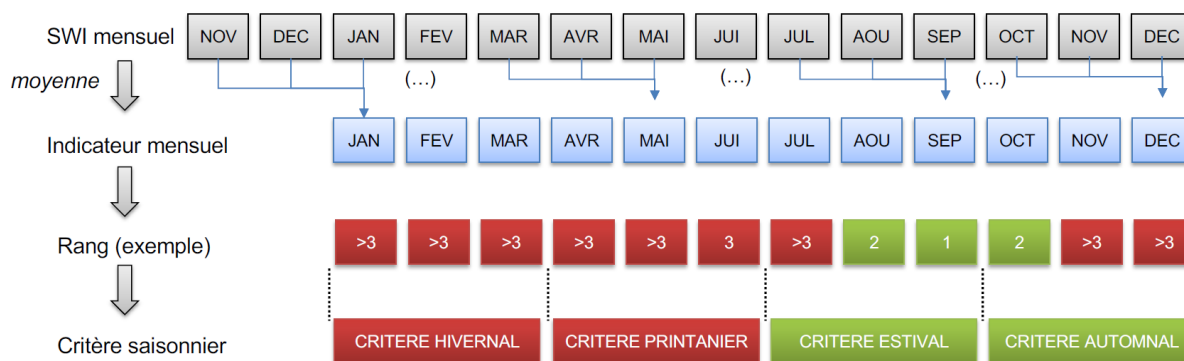 SWI mensuel NOV DEC JAN FEV MAR AVR MAI JUI JUL AOU SEP OCT NOV DEC
moyenne (...) (...) (...)
Indicateur mensuel JAN FEV MAR AVR MAI JUI JUL AOU SEP OCT NOV DEC
Rang (exemple) >3 >3 >3 >3 >3 3 >3 2 1 2 >3 >3
Critère saisonnier CRITERE HIVERNAL CRITERE PRINTANIER CRITERE ESTIVAL CRITERE AUTOMNAL